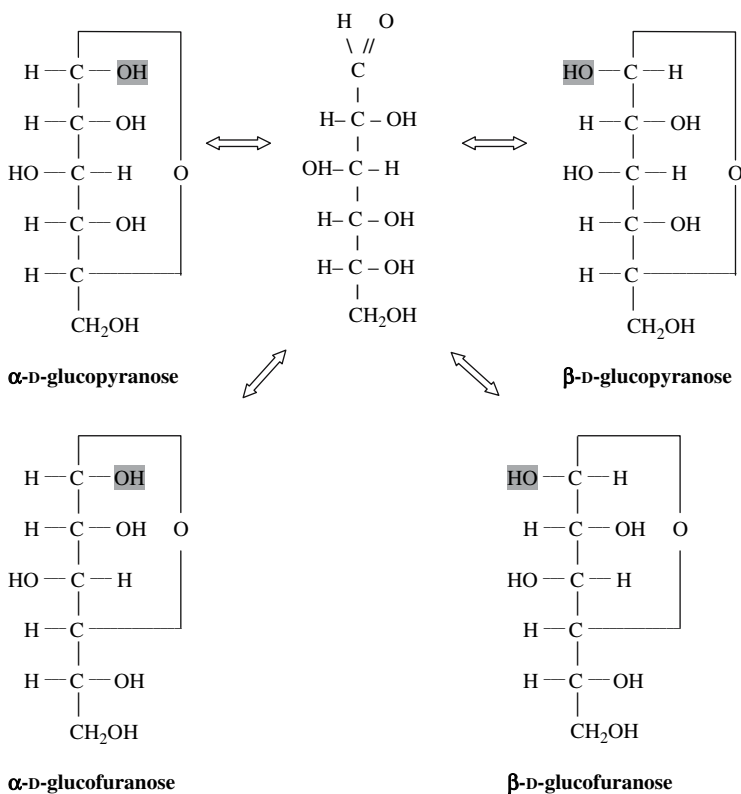 H O
C
H – C – OH
OH – C – H
H – C – OH
H – C – OH
CH2OH
H C OH
H C OH
HO C H O
H C OH
H C
CH2OH
α-D-glucopyranose
HO C H
H C OH
HO C H O
H C OH
H C
CH2OH
β-D-glucopyranose
H C OH
H C OH O
HO C H
H C
H C OH
CH2OH
α-D-glucofuranose
HO C H
H C OH O
HO C H
H C
H C OH
CH2OH
β-D-glucofuranose